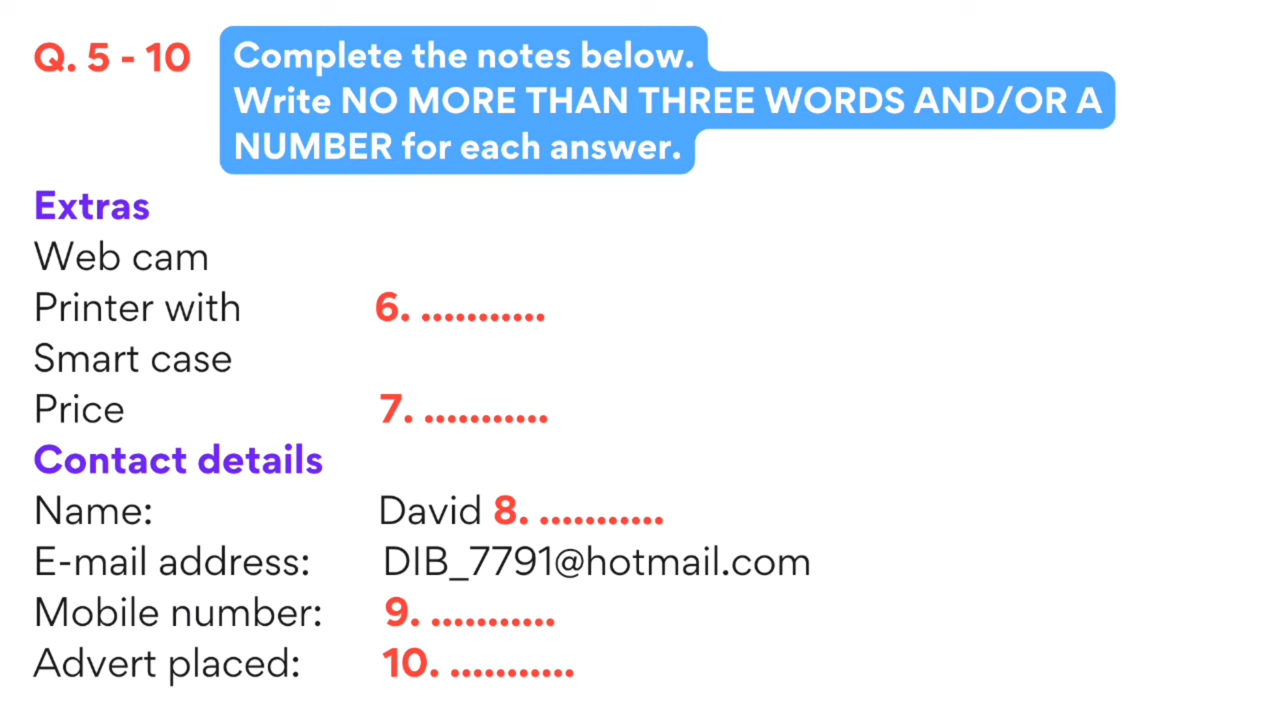 Q. 5 - 10 Complete the notes below.
Write NO MORE THAN THREE WORDS AND/OR A
NUMBER for each answer.
Extras
Web cam
Printer with 6. ...........
Smart case
Price 7. ...........
Contact details
Name: David 8. ...........
E-mail address: DIB_7791@hotmail.com
Mobile number: 9. ...........
Advert placed: 10. ...........